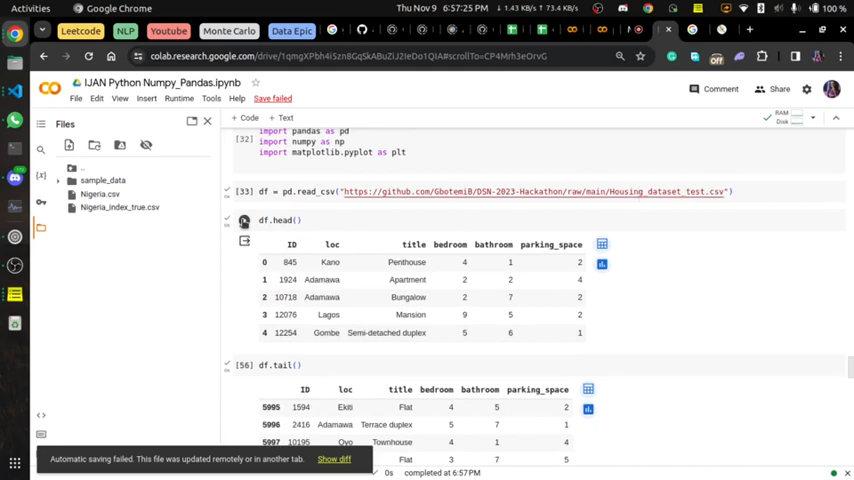 Activities
Google Chrome
Thu Nov 9 6:57:25 PM
1.43 KB/s
73.4 KB/s
100 %
Leetcode
NLP
Youtube
Monte Carlo
Data Epic
colab.research.google.com/drive/1qmgXPbh4iSzn8GqSkABuZiJ2IeO1QIA#scrollTo=CP4Mrh3eOrvG
Off
IJAN Python Numpy_Pandas.ipynb
File Edit View Insert Runtime Tools Help Save failed
Comment
Share
Files
+ Code + Text
RAM
Disk
..
sample_data
Nigeria.csv
Nigeria_index_true.csv
{x}
import pandas as pd
[32] import numpy as np
import matplotlib.pyplot as plt
[33] df = pd.read_csv("https://github.com/GbotemiB/DSN-2023-Hackathon/raw/main/Housing_dataset_test.csv")
0s
df.head()
0s
ID loc title bedroom bathroom parking_space
0 845 Kano Penthouse 4 1 2
1 1924 Adamawa Apartment 2 2 4
2 10718 Adamawa Bungalow 2 7 2
3 12076 Lagos Mansion 9 5 2
4 12254 Gombe Semi-detached duplex 5 6 1
[56] df.tail()
0s
ID loc title bedroom bathroom parking_space
5995 1594 Ekiti Flat 4 5 2
5996 2416 Adamawa Terrace duplex 5 7 1
5997 10195 Oyo Townhouse 4 1 4
Flat 3 7 5
<>
Automatic saving failed. This file was updated remotely or in another tab. Show diff
0s completed at 6:57 PM